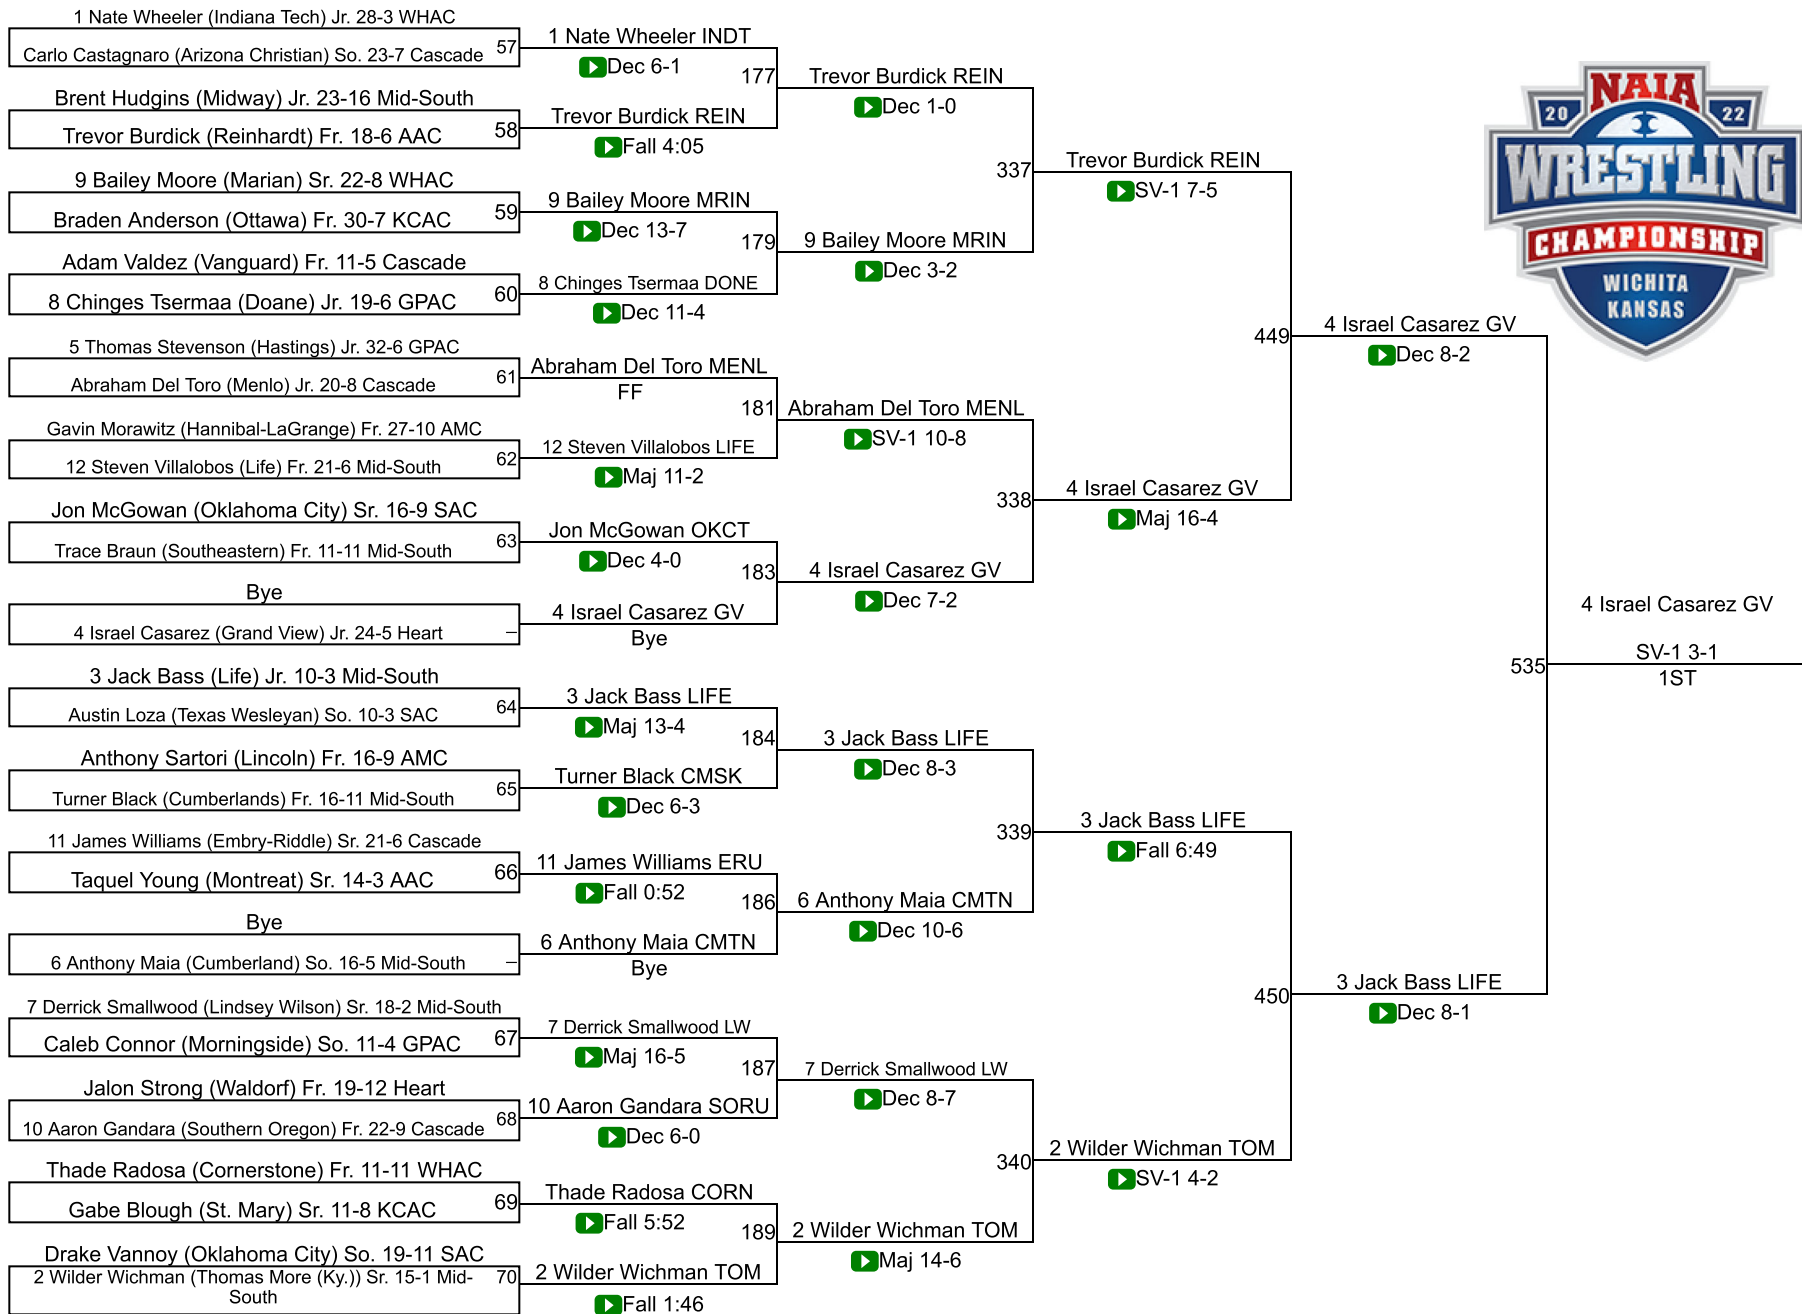 1 Nate Wheeler (Indiana Tech) Jr. 28-3 WHAC
Carlo Castagnaro (Arizona Christian) So. 23-7 Cascade
57
Brent Hudgins (Midway) Jr. 23-16 Mid-South
Trevor Burdick (Reinhardt) Fr. 18-6 AAC
58
9 Bailey Moore (Marian) Sr. 22-8 WHAC
Braden Anderson (Ottawa) Fr. 30-7 KCAC
59
Adam Valdez (Vanguard) Fr. 11-5 Cascade
8 Chinges Tsermaa (Doane) Jr. 19-6 GPAC
60
5 Thomas Stevenson (Hastings) Jr. 32-6 GPAC
Abraham Del Toro (Menlo) Jr. 20-8 Cascade
61
Gavin Morawitz (Hannibal-LaGrange) Fr. 27-10 AMC
12 Steven Villalobos (Life) Fr. 21-6 Mid-South
62
Jon McGowan (Oklahoma City) Sr. 16-9 SAC
Trace Braun (Southeastern) Fr. 11-11 Mid-South
63
Bye
4 Israel Casarez (Grand View) Jr. 24-5 Heart
–
3 Jack Bass (Life) Jr. 10-3 Mid-South
Austin Loza (Texas Wesleyan) So. 10-3 SAC
64
Anthony Sartori (Lincoln) Fr. 16-9 AMC
Turner Black (Cumberlands) Fr. 16-11 Mid-South
65
11 James Williams (Embry-Riddle) Sr. 21-6 Cascade
Taquel Young (Montreat) Sr. 14-3 AAC
66
Bye
6 Anthony Maia (Cumberland) So. 16-5 Mid-South
–
7 Derrick Smallwood (Lindsey Wilson) Sr. 18-2 Mid-South
Caleb Connor (Morningside) So. 11-4 GPAC
67
Jalon Strong (Waldorf) Fr. 19-12 Heart
10 Aaron Gandara (Southern Oregon) Fr. 22-9 Cascade
68
Thade Radosa (Cornerstone) Fr. 11-11 WHAC
Gabe Blough (St. Mary) Sr. 11-8 KCAC
69
Drake Vannoy (Oklahoma City) So. 19-11 SAC
2 Wilder Wichman (Thomas More (Ky.)) Sr. 15-1 Mid-
South
70
1 Nate Wheeler INDT
Dec 6-1
177
Trevor Burdick REIN
Fall 4:05
9 Bailey Moore MRIN
Dec 13-7
179
8 Chinges Tsermaa DONE
Dec 11-4
Abraham Del Toro MENL
FF
181
12 Steven Villalobos LIFE
Maj 11-2
Jon McGowan OKCT
Dec 4-0
183
4 Israel Casarez GV
Bye
3 Jack Bass LIFE
Maj 13-4
184
Turner Black CMSK
Dec 6-3
11 James Williams ERU
Fall 0:52
186
6 Anthony Maia CMTN
Bye
7 Derrick Smallwood LW
Maj 16-5
187
10 Aaron Gandara SORU
Dec 6-0
Thade Radosa CORN
Fall 5:52
189
2 Wilder Wichman TOM
Fall 1:46
Trevor Burdick REIN
Dec 1-0
337
9 Bailey Moore MRIN
Dec 3-2
Abraham Del Toro MENL
SV-1 10-8
338
4 Israel Casarez GV
Dec 7-2
3 Jack Bass LIFE
Dec 8-3
339
6 Anthony Maia CMTN
Dec 10-6
7 Derrick Smallwood LW
Dec 8-7
340
2 Wilder Wichman TOM
Maj 14-6
Trevor Burdick REIN
SV-1 7-5
449
4 Israel Casarez GV
Maj 16-4
3 Jack Bass LIFE
Fall 6:49
450
2 Wilder Wichman TOM
SV-1 4-2
4 Israel Casarez GV
Dec 8-2
535
3 Jack Bass LIFE
Dec 8-1
4 Israel Casarez GV
SV-1 3-1
1ST
NAIA
20 22
WRESTLING
CHAMPIONSHIP
WICHITA
KANSAS